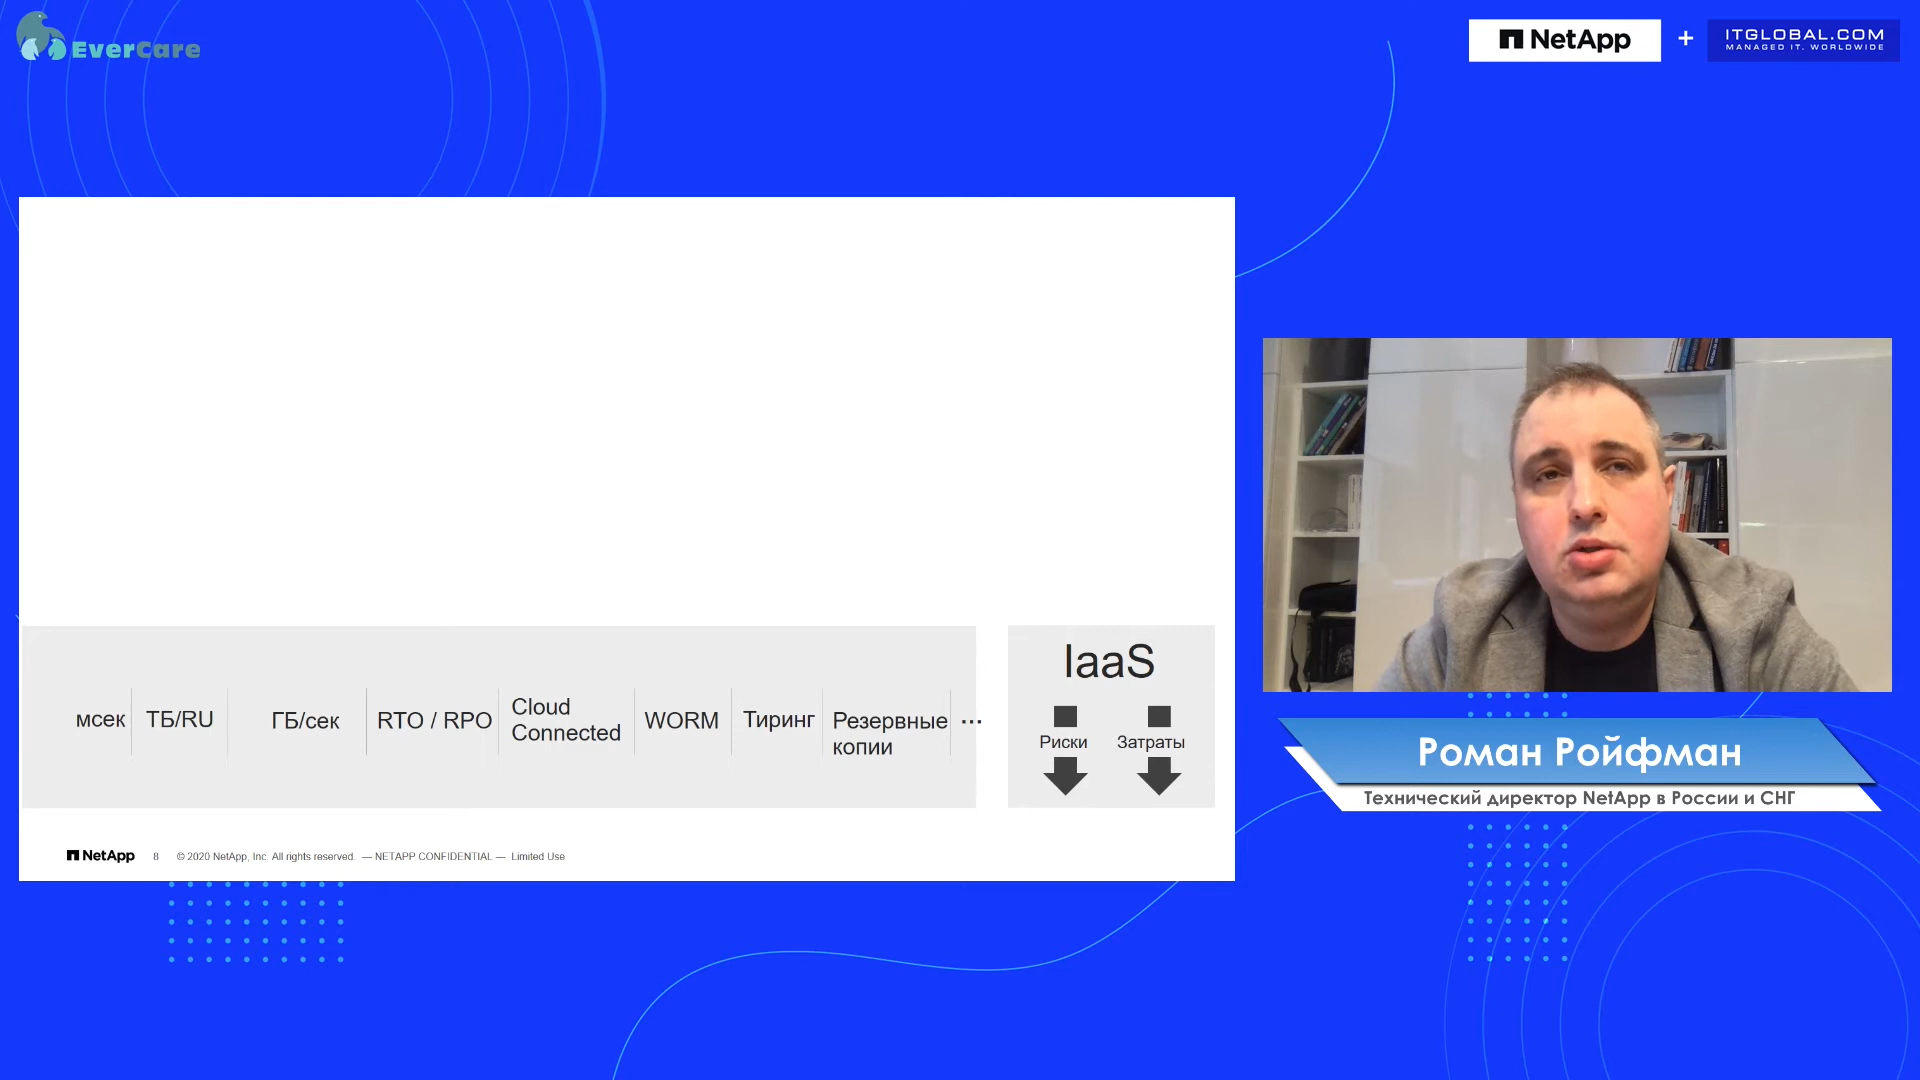 EverCare
NetApp + ITGLOBAL.COM
MANAGED IT. WORLDWIDE
мсек
ТБ/RU
ГБ/сек
RTO / RPO
Cloud
Connected
WORM
Тиринг
Резервные
копии
...
IaaS
Риски
Затраты
NetApp 8 © 2020 NetApp, Inc. All rights reserved. — NETAPP CONFIDENTIAL — Limited Use
Роман Ройфман
Технический директор NetApp в России и СНГ